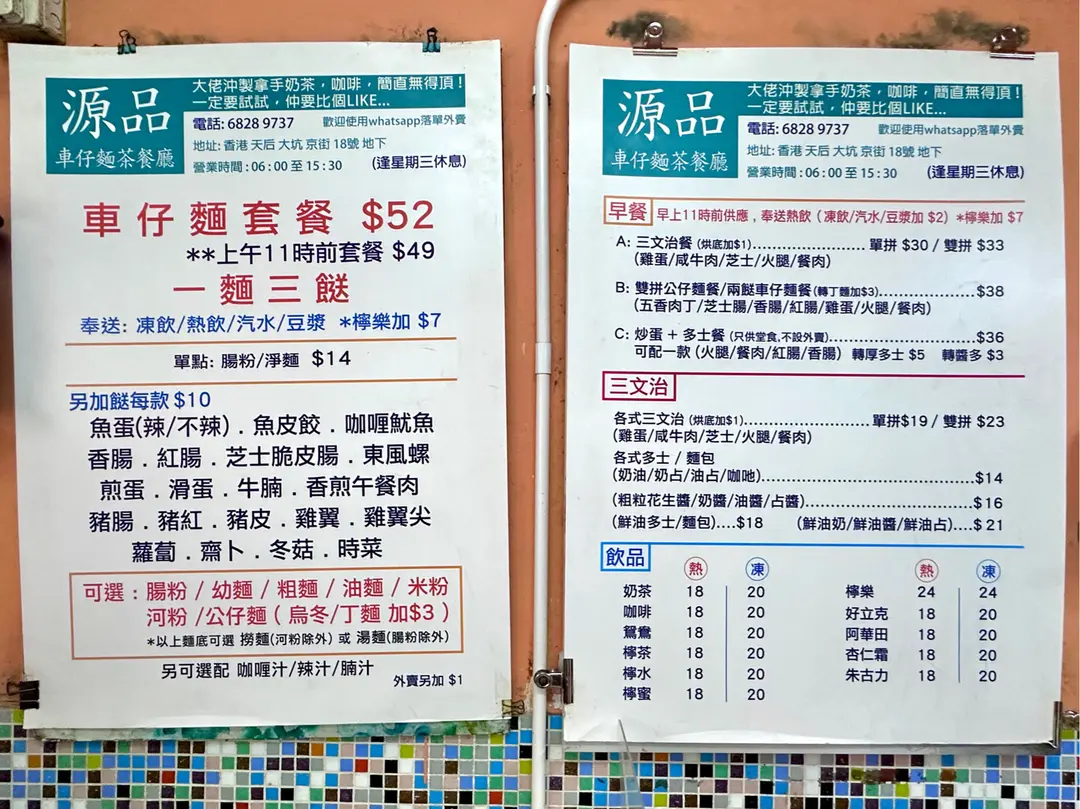 源品
車仔麵茶餐廳
大佬沖製拿手奶茶，咖啡，簡直無得頂！
一定要試試，仲要比個LIKE...
電話: 6828 9737 歡迎使用whatsapp落單外賣
地址: 香港 天后 大坑 京街 18號 地下
營業時間 : 06 : 00 至 15 : 30 (逢星期三休息)
車仔麵套餐 $52
**上午11時前套餐 $49
一麵三餸
奉送: 凍飲/熱飲/汽水/豆漿 *檸樂加 $7
單點: 腸粉/淨麵 $14
另加餸每款 $10
魚蛋(辣/不辣) . 魚皮餃 . 咖喱魷魚
香腸 . 紅腸 . 芝士脆皮腸 . 東風螺
煎蛋 . 滑蛋 . 牛腩 . 香煎午餐肉
豬腸 . 豬紅 . 豬皮 . 雞翼 . 雞翼尖
蘿蔔 . 齋卜 . 冬菇 . 時菜
可選 : 腸粉 / 幼麵 / 粗麵 / 油麵 / 米粉
河粉 /公仔麵 ( 烏冬/丁麵 加$3 )
*以上麵底可選 撈麵(河粉除外) 或 湯麵(腸粉除外)
另可選配 咖喱汁/辣汁/腩汁
外賣另加 $1
源品
車仔麵茶餐廳
大佬沖製拿手奶茶，咖啡，簡直無得頂！
一定要試試，仲要比個LIKE...
電話: 6828 9737 歡迎使用whatsapp落單外賣
地址: 香港 天后 大坑 京街 18號 地下
營業時間 : 06 : 00 至 15 : 30 (逢星期三休息)
早餐 早上11時前供應，奉送熱飲 ( 凍飲/汽水/豆漿加 $2) *檸樂加 $7
A: 三文治餐 (烘底加$1)..................... 單拼 $30 / 雙拼 $33
(雞蛋/咸牛肉/芝士/火腿/餐肉)
B: 雙拼公仔麵餐/兩餸車仔麵餐(轉丁麵加$3)..................$38
(五香肉丁/芝士腸/香腸/紅腸/雞蛋/火腿/餐肉)
C: 炒蛋 + 多士餐 (只供堂食,不設外賣)...........................$36
可配一款 (火腿/餐肉/紅腸/香腸) 轉厚多士 $5 轉醬多 $3
三文治
各式三文治 (烘底加$1)........................單拼$19 / 雙拼 $23
(雞蛋/咸牛肉/芝士/火腿/餐肉)
各式多士 / 麵包
(奶油/奶占/油占/咖吔)........................................$14
(粗粒花生醬/奶醬/油醬/占醬)................................$16
(鮮油多士/麵包)....$18 (鮮油奶/鮮油醬/鮮油占)....$ 21
飲品 熱 凍 熱 凍
奶茶 18 20 檸樂 24 24
咖啡 18 20 好立克 18 20
鴛鴦 18 20 阿華田 18 20
檸茶 18 20 杏仁霜 18 20
檸水 18 20 朱古力 18 20
檸蜜 18 20